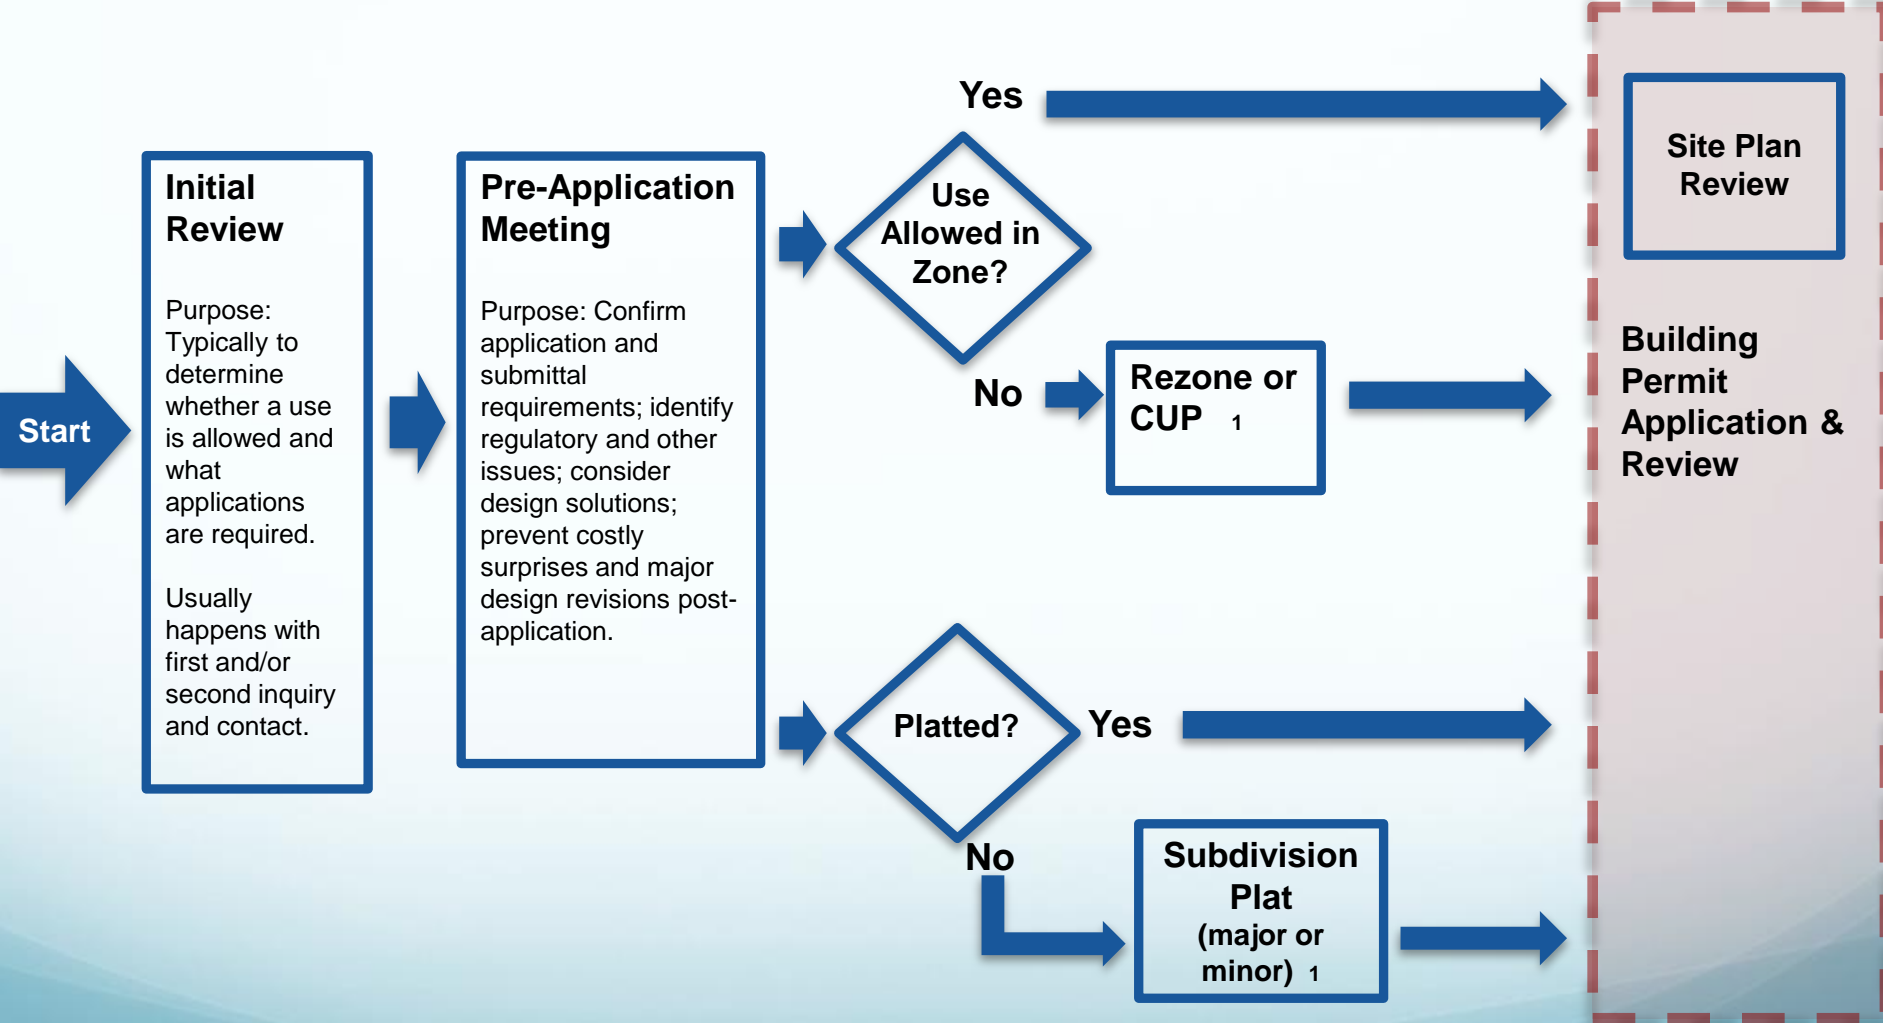 Start
Initial
Review
Purpose:
Typically to
determine
whether a use
is allowed and
what
applications
are required.
Usually
happens with
first and/or
second inquiry
and contact.
Pre-Application
Meeting
Purpose: Confirm
application and
submittal
requirements; identify
regulatory and other
issues; consider
design solutions;
prevent costly
surprises and major
design revisions post-
application.
Use
Allowed in
Zone?
Yes
No
Rezone or
CUP 1
Platted?
Yes
No
Subdivision
Plat
(major or
minor) 1
Site Plan
Review
Building
Permit
Application &
Review